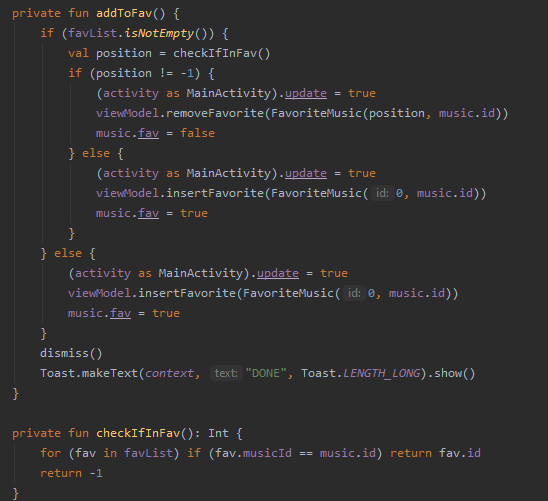 private fun addToFav() {
    if (favList.isNotEmpty()) {
        val position = checkIfInFav()
        if (position != -1) {
            (activity as MainActivity).update = true
            viewModel.removeFavorite(FavoriteMusic(position, music.id))
            music.fav = false
        } else {
            (activity as MainActivity).update = true
            viewModel.insertFavorite(FavoriteMusic( id: 0, music.id))
            music.fav = true
        }
    } else {
        (activity as MainActivity).update = true
        viewModel.insertFavorite(FavoriteMusic( id: 0, music.id))
        music.fav = true
    }
    dismiss()
    Toast.makeText(context, text: "DONE", Toast.LENGTH_LONG).show()
}

private fun checkIfInFav(): Int {
    for (fav in favList) if (fav.musicId == music.id) return fav.id
    return -1
}